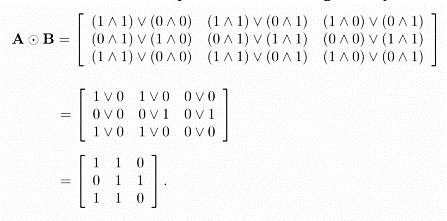 A ⊙ B = [ (1 ∧ 1) ∨ (0 ∧ 0) (1 ∧ 1) ∨ (0 ∧ 1) (1 ∧ 0) ∨ (0 ∧ 1)
(0 ∧ 1) ∨ (1 ∧ 0) (0 ∧ 1) ∨ (1 ∧ 1) (0 ∧ 0) ∨ (1 ∧ 1)
(1 ∧ 1) ∨ (0 ∧ 0) (1 ∧ 1) ∨ (0 ∧ 1) (1 ∧ 0) ∨ (0 ∧ 1) ]
= [ 1 ∨ 0 1 ∨ 0 0 ∨ 0
0 ∨ 0 0 ∨ 1 0 ∨ 1
1 ∨ 0 1 ∨ 0 0 ∨ 0 ]
= [ 1 1 0
0 1 1
1 1 0 ] .